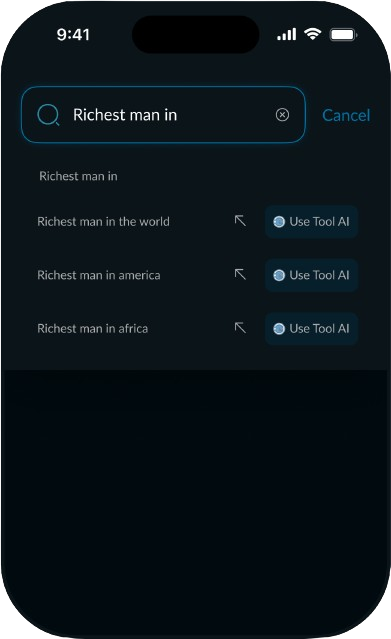 9:41
Richest man in
Cancel
Richest man in
Richest man in the world Use Tool AI
Richest man in america Use Tool AI
Richest man in africa Use Tool AI